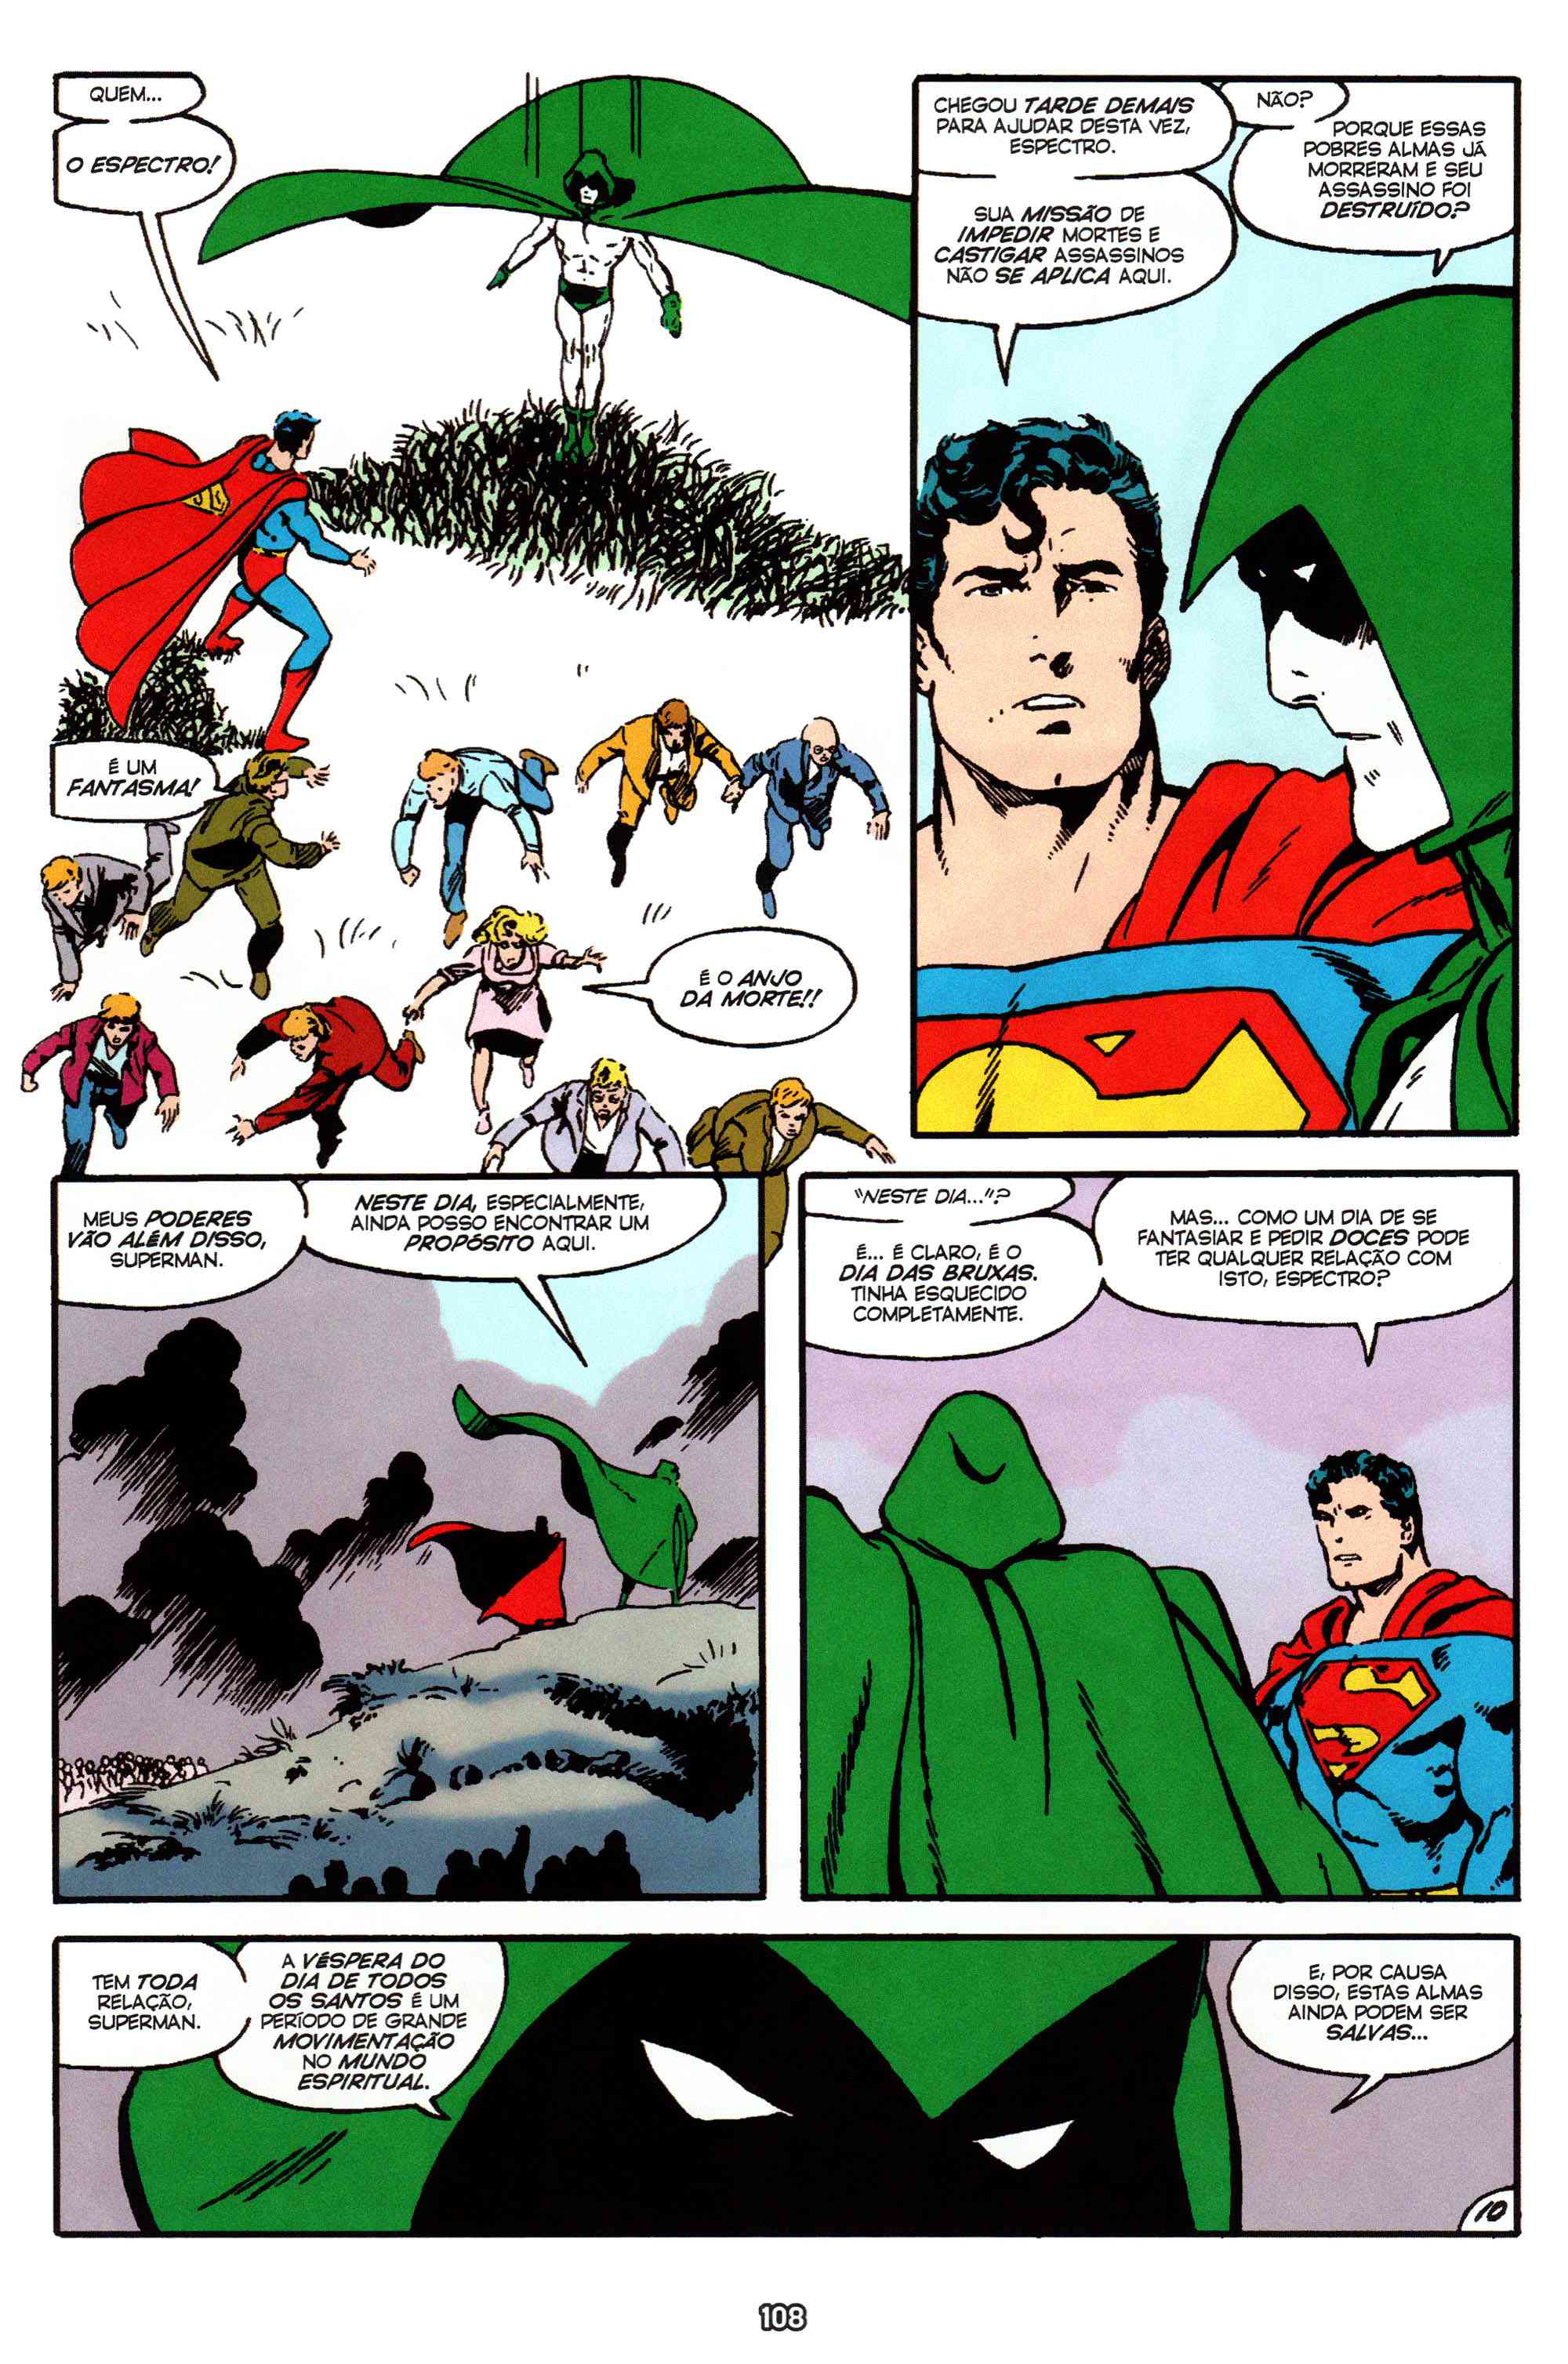 QUEM...
O ESPECTRO!
É UM
FANTASMA!
É O ANJO
DA MORTE!!
CHEGOU TARDE DEMAIS
PARA AJUDAR DESTA VEZ,
ESPECTRO.
SUA MISSÃO DE
IMPEDIR MORTES E
CASTIGAR ASSASSINOS
NÃO SE APLICA AQUI.
NÃO?
PORQUE ESSAS
POBRES ALMAS JÁ
MORRERAM E SEU
ASSASSINO FOI
DESTRUÍDO?
MEUS PODERES
VÃO ALÉM DISSO,
SUPERMAN.
NESTE DIA, ESPECIALMENTE,
AINDA POSSO ENCONTRAR UM
PROPÓSITO AQUI.
"NESTE DIA..."?
É... É CLARO, É O
DIA DAS BRUXAS.
TINHA ESQUECIDO
COMPLETAMENTE.
MAS... COMO UM DIA DE SE
FANTASIAR E PEDIR DOCES PODE
TER QUALQUER RELAÇÃO COM
ISTO, ESPECTRO?
TEM TODA
RELAÇÃO,
SUPERMAN.
A VÉSPERA DO
DIA DE TODOS
OS SANTOS É UM
PERÍODO DE GRANDE
MOVIMENTAÇÃO
NO MUNDO
ESPIRITUAL.
E, POR CAUSA
DISSO, ESTAS ALMAS
AINDA PODEM SER
SALVAS...
10
108